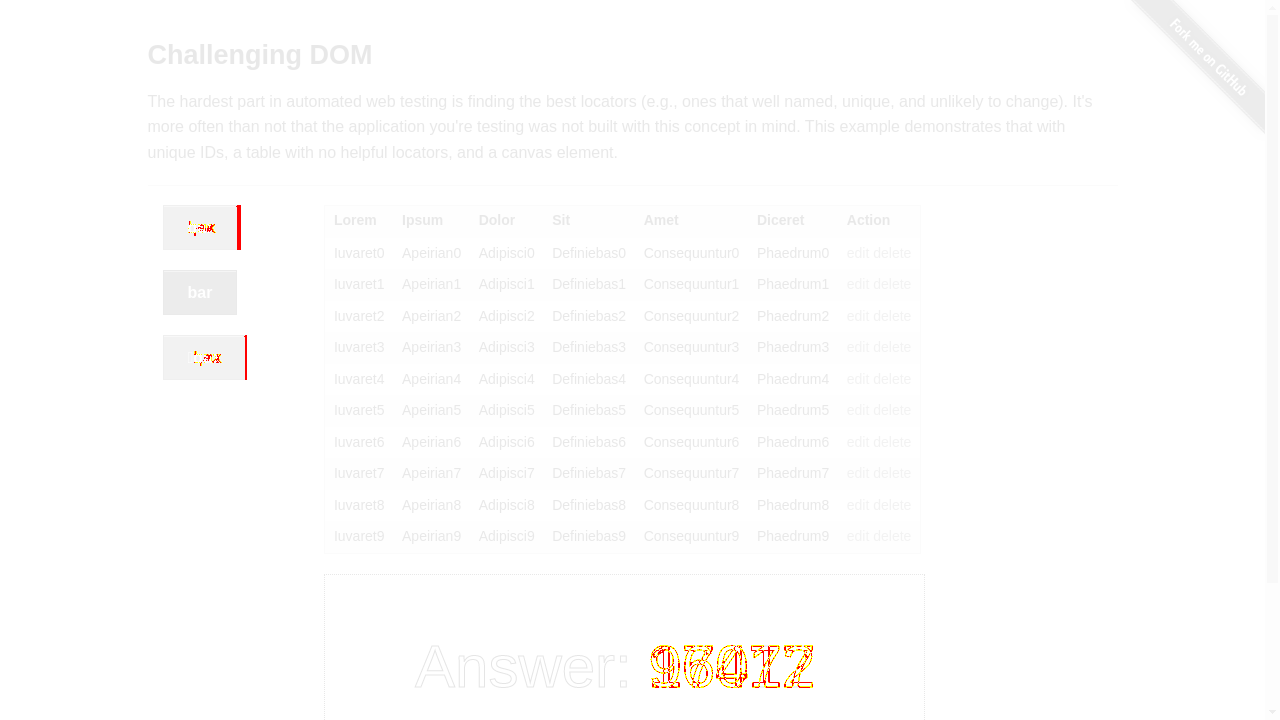 Fork me on GitHub
Challenging DOM
The hardest part in automated web testing is finding the best locators (e.g., ones that well named, unique, and unlikely to change). It's
more often than not that the application you're testing was not built with this concept in mind. This example demonstrates that with
unique IDs, a table with no helpful locators, and a canvas element.
bar
Lorem Ipsum Dolor Sit Amet Diceret Action
Iuvaret0 Apeirian0 Adipisci0 Definiebas0 Consequuntur0 Phaedrum0 edit delete
Iuvaret1 Apeirian1 Adipisci1 Definiebas1 Consequuntur1 Phaedrum1 edit delete
Iuvaret2 Apeirian2 Adipisci2 Definiebas2 Consequuntur2 Phaedrum2 edit delete
Iuvaret3 Apeirian3 Adipisci3 Definiebas3 Consequuntur3 Phaedrum3 edit delete
Iuvaret4 Apeirian4 Adipisci4 Definiebas4 Consequuntur4 Phaedrum4 edit delete
Iuvaret5 Apeirian5 Adipisci5 Definiebas5 Consequuntur5 Phaedrum5 edit delete
Iuvaret6 Apeirian6 Adipisci6 Definiebas6 Consequuntur6 Phaedrum6 edit delete
Iuvaret7 Apeirian7 Adipisci7 Definiebas7 Consequuntur7 Phaedrum7 edit delete
Iuvaret8 Apeirian8 Adipisci8 Definiebas8 Consequuntur8 Phaedrum8 edit delete
Iuvaret9 Apeirian9 Adipisci9 Definiebas9 Consequuntur9 Phaedrum9 edit delete
Answer: